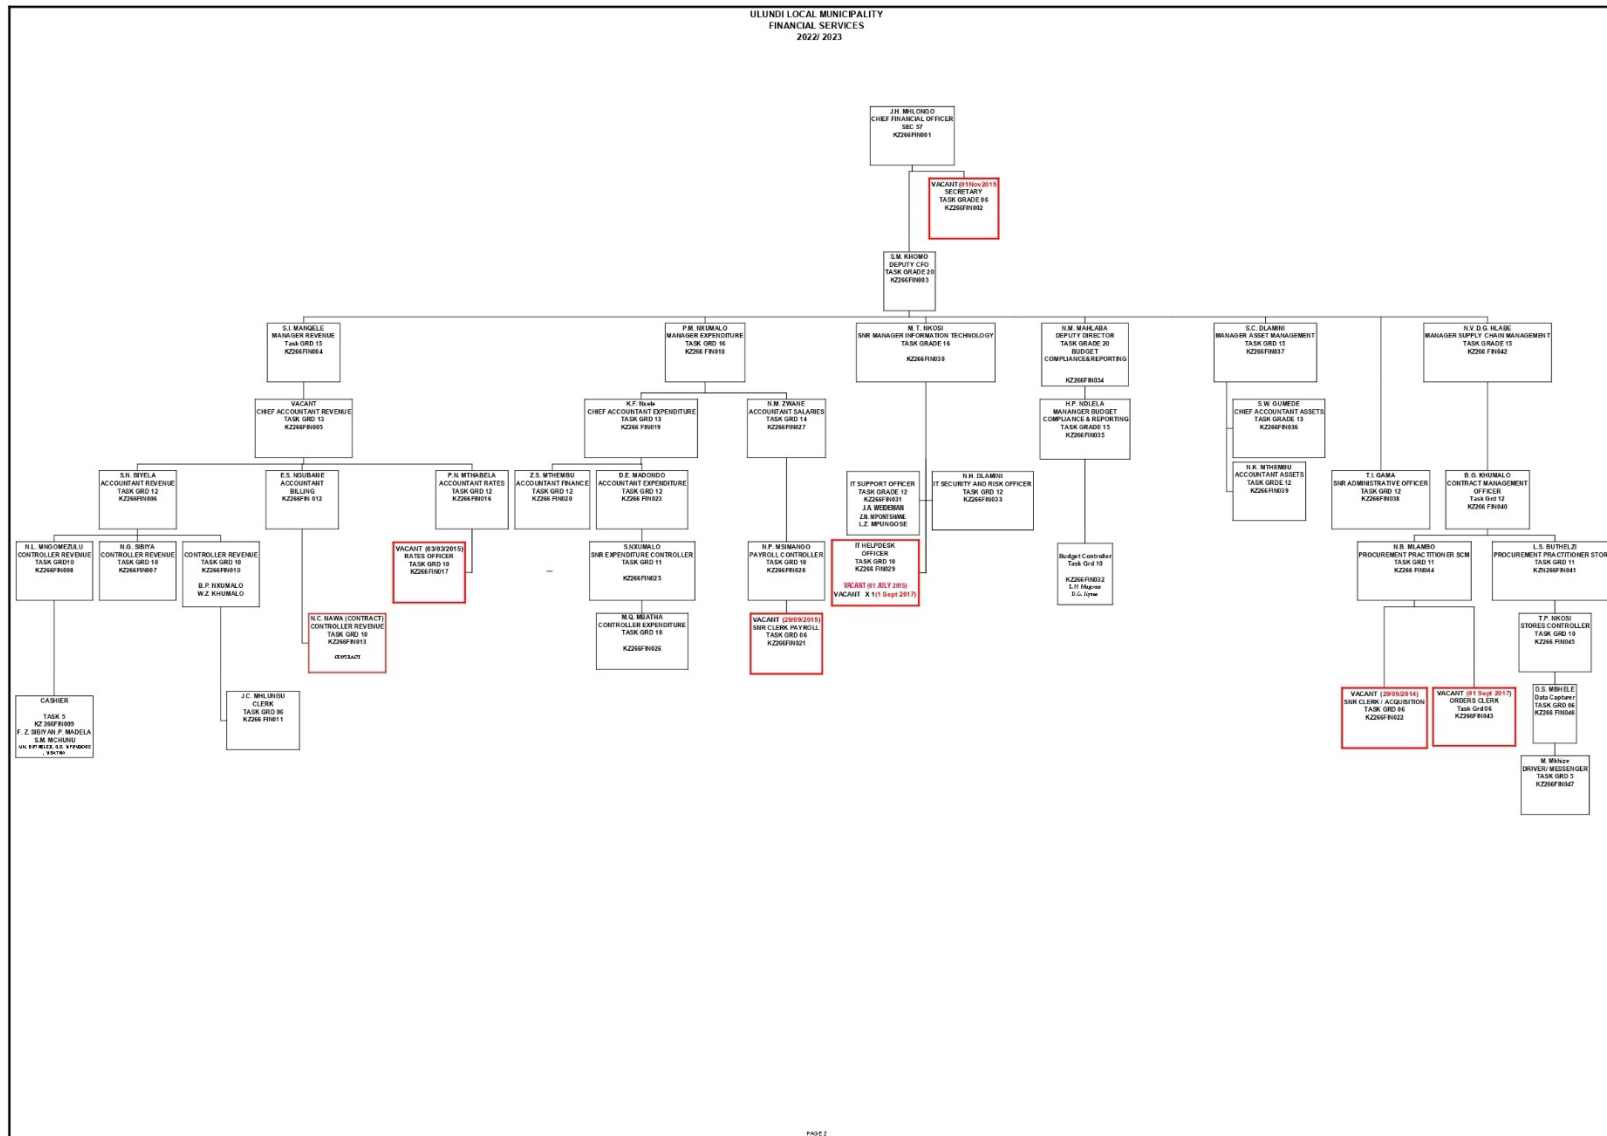 ULUNDI LOCAL MUNICIPALITY
FINANCIAL SERVICES
2022/ 2023
J.H. MHLONGO
CHIEF FINANCIAL OFFICER
SEC 57
KZ266FIN001
VACANT (01Nov2015
SECRETARY
TASK GRADE 06
KZ266FIN002
S.M. KHOMO
DEPUTY CFO
TASK GRADE 20
KZ266FIN003
S.I. MANQELE
MANAGER REVENUE
Task GRD 15
KZ266FIN004
P.M. NXUMALO
MANAGER EXPENDITURE
TASK GRD 16
KZ266 FIN018
M. T. NKOSI
SNR MANAGER INFORMATION TECHNOLOGY
TASK GRADE 16
KZ266FIN030
N.M. MAHLABA
DEPUTY DIRECTOR
TASK GRADE 20
BUDGET
COMPLIANCE&REPORTING
KZ266FIN034
S.C. DLAMINI
MANAGER ASSET MANAGEMENT
TASK GRD 15
KZ266FIN037
N.V.D.G. HLABE
MANAGER SUPPLY CHAIN MANAGEMENT
TASK GRADE 15
KZ266 FIN042
VACANT
CHIEF ACCOUNTANT REVENUE
TASK GRD 13
KZ266FIN005
K.F. Nzele
CHIEF ACCOUNTANT EXPENDITURE
TASK GRD 13
KZ266 FIN019
N.M. ZWANE
ACCOUNTANT SALARIES
TASK GRD 14
KZ266FIN027
H.P. NDLELA
MANANGER BUDGET
COMPLIANCE & REPORTING
TASK GRADE 15
KZ266FIN035
S.W. GUMEDE
CHIEF ACCOUNTANT ASSETS
TASK GRADE 13
KZ266FIN036
S.N. BIYELA
ACCOUNTANT REVENUE
TASK GRD 12
KZ266FIN006
E.S. NGUBANE
ACCOUNTANT
BILLING
KZ266FIN 012
P.N. MTHABELA
ACCOUNTANT RATES
TASK GRD 12
KZ266FIN016
Z.S. MTHEMBU
ACCOUNTANT FINANCE
TASK GRD 12
KZ266 FIN020
D.E. MADONDO
ACCOUNTANT EXPENDITURE
TASK GRD 12
KZ266FIN023
IT SUPPORT OFFICER
TASK GRADE 12
KZ266FIN031
J.A. WEIDEMAN
Z.N. MPONTSHANE
L.Z. MPUNGOSE
N.H. DLAMINI
IT SECURITY AND RISK OFFICER
TASK GRD 12
KZ266FIN033
N.K. MTHEMBU
ACCOUNTANT ASSETS
TASK GRDE 12
KZ266FIN039
T.I. GAMA
SNR ADMINISTRATIVE OFFICER
TASK GRD 12
KZ266FIN038
B.G. KHUMALO
CONTRACT MANAGEMENT
OFFICER
Task Grd 12
KZ266 FIN040
N.L. MNGOMEZULU
CONTROLLER REVENUE
TASK GRD10
KZ266FIN008
N.G. SIBIYA
CONTROLLER REVENUE
TASK GRD 10
KZ266FIN007
CONTROLLER REVENUE
TASK GRD 10
KZ266FIN010
B.P. NXUMALO
W.Z. KHUMALO
VACANT (03/03/2015)
RATES OFFICER
TASK GRD 10
KZ266FIN017
S.NXUMALO
SNR EXPENDITURE CONTROLLER
TASK GRD 11
KZ266FIN025
N.P. MSIMANGO
PAYROLL CONTROLLER
TASK GRD 10
KZ266FIN028
IT HELPDESK
OFFICER
TASK GRD 10
KZ266 FIN029
VACANT (01 JULY 2015)
VACANT X 1(1 Sept 2017)
Budget Controller
Task Grd 10
KZ266FIN032
N.B. MLAMBO
PROCUREMENT PRACTITIONER SCM
TASK GRD 11
KZ266 FIN044
L.S. BUTHELZI
PROCUREMENT PRACTITIONER STOR
TASK GRD 11
KZN266FIN041
N.C. NAWA (CONTRACT)
CONTROLLER REVENUE
TASK GRD 10
KZ266FIN013
CONTRACT
M.Q. MBATHA
CONTROLLER EXPENDITURE
TASK GRD 10
KZ266FIN026
VACANT (29/09/2015)
SNR CLERK PAYROLL
TASK GRD 06
KZ266FIN021
T.P. NKOSI
STORES CONTROLLER
TASK GRD 10
KZ266 FIN045
CASHIER
TASK 5
KZ 266FIN009
F. Z. SIBIYA N.P. MADELA
S.M. MCHUNU
J.C. MHLUNGU
CLERK
TASK GRD 06
KZ266 FIN011
VACANT (29/09/2014)
SNR CLERK / ACQUISITION
TASK GRD 06
KZ266FIN022
VACANT (01 Sept 2017)
ORDERS CLERK
Task Grd 06
KZ266FIN043
D.S. MBHELE
Data Capturer
TASK GRD 06
KZ266 FIN046
M. Mkhize
DRIVER/ MESSENGER
TASK GRD 5
KZ266FIN047
PAGE 2